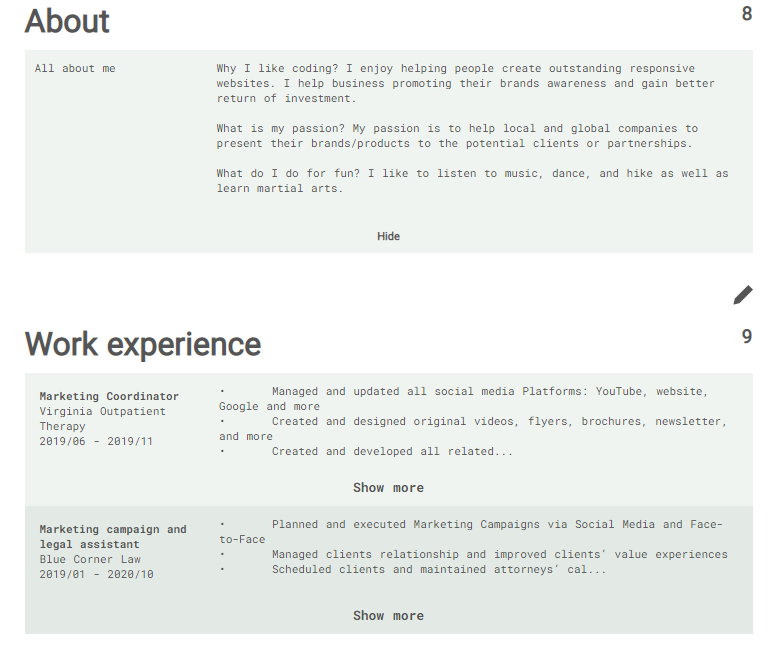 About
8
All about me
Why I like coding? I enjoy helping people create outstanding responsive
websites. I help business promoting their brands awareness and gain better
return of investment.
What is my passion? My passion is to help local and global companies to
present their brands/products to the potential clients or partnerships.
What do I do for fun? I like to listen to music, dance, and hike as well as
learn martial arts.
Hide
Work experience
9
Marketing Coordinator
Virginia Outpatient
Therapy
2019/06 - 2019/11
· Managed and updated all social media Platforms: YouTube, website,
Google and more
· Created and designed original videos, flyers, brochures, newsletter,
and more
· Created and developed all related...
Show more
Marketing campaign and
legal assistant
Blue Corner Law
2019/01 - 2020/10
· Planned and executed Marketing Campaigns via Social Media and Face-
to-Face
· Managed clients relationship and improved clients’ value experiences
· Scheduled clients and maintained attorneys’ cal...
Show more